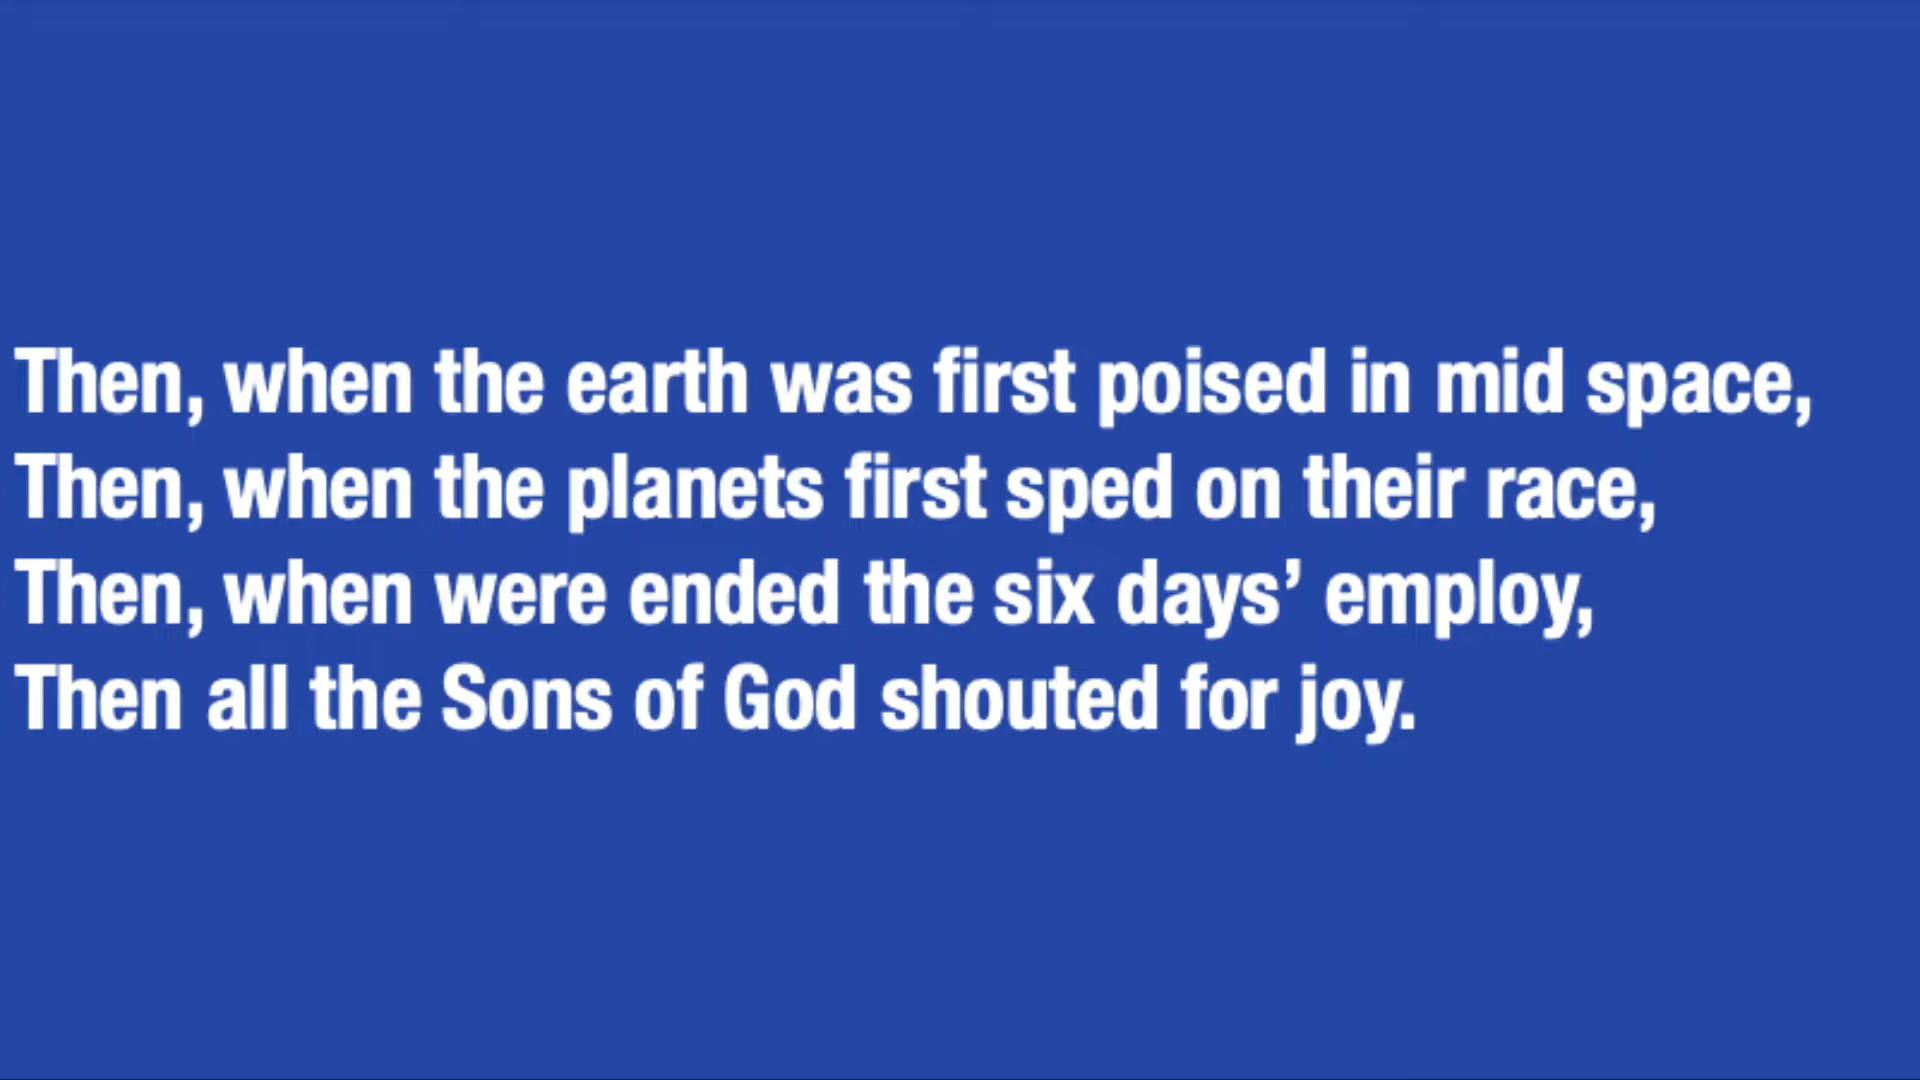 Then, when the earth was first poised in mid space,
Then, when the planets first sped on their race,
Then, when were ended the six days’ employ,
Then all the Sons of God shouted for joy.